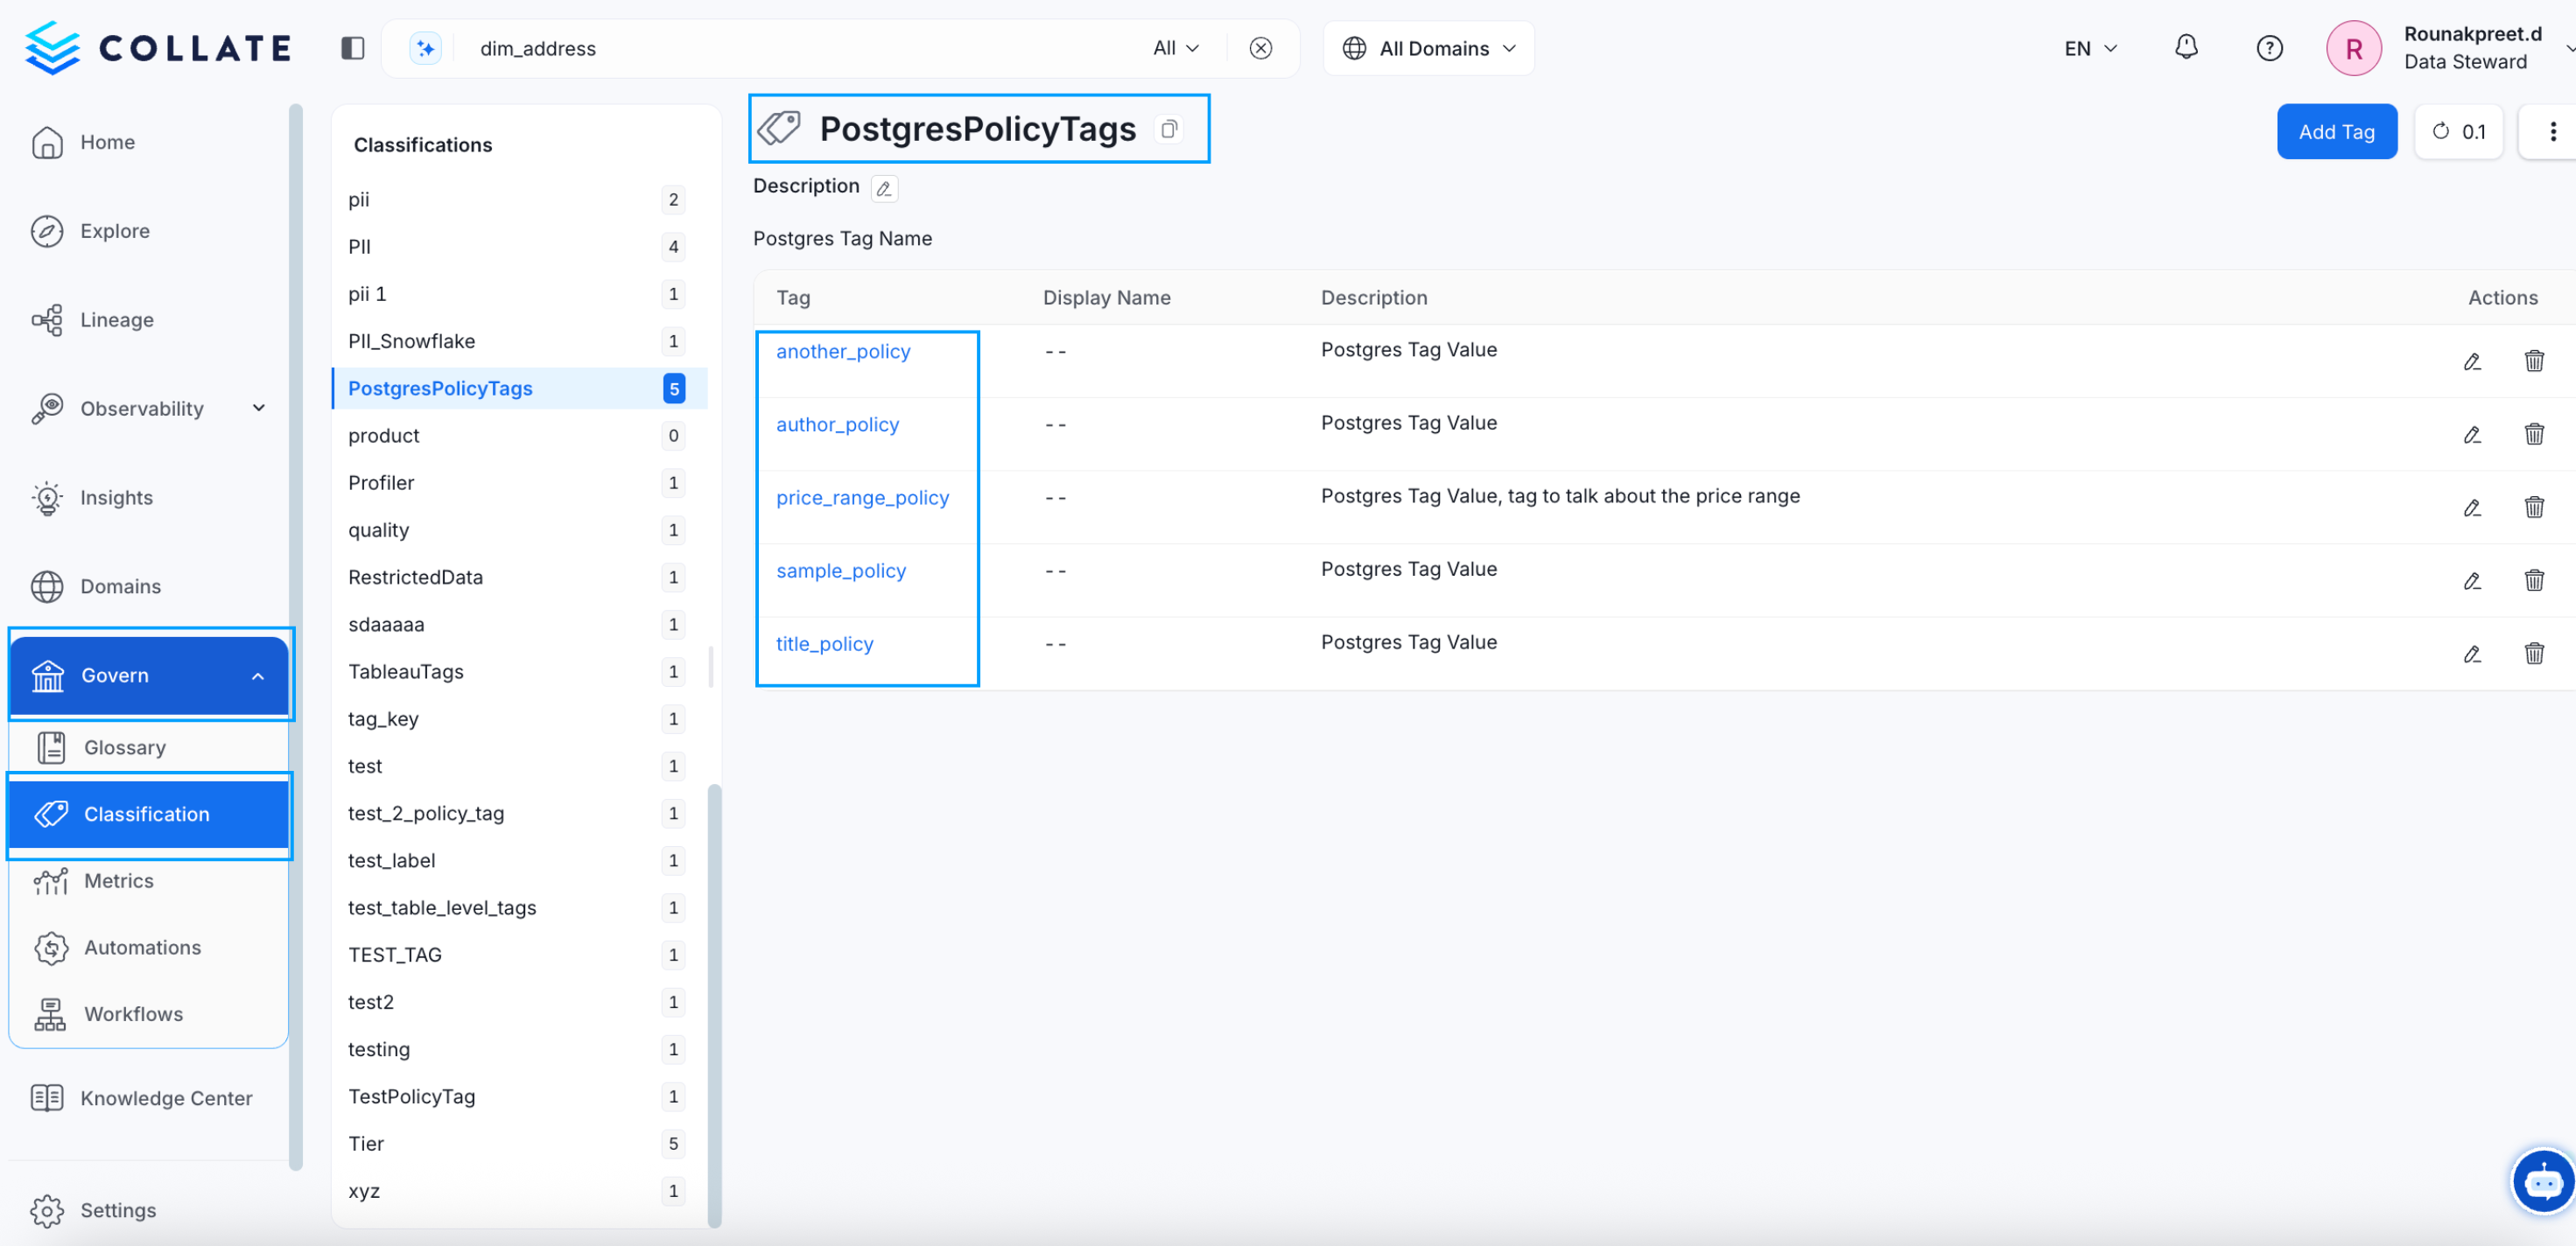 COLLATE
dim_address
All
All Domains
EN
R
Rounakpreet.d
Data Steward
Home
Explore
Lineage
Observability
Insights
Domains
Govern
Glossary
Classification
Metrics
Automations
Workflows
Knowledge Center
Settings
Classifications
pii 2
PII 4
pii 1 1
PII_Snowflake 1
PostgresPolicyTags 5
product 0
Profiler 1
quality 1
RestrictedData 1
sdaaaaa 1
TableauTags 1
tag_key 1
test 1
test_2_policy_tag 1
test_label 1
test_table_level_tags 1
TEST_TAG 1
test2 1
testing 1
TestPolicyTag 1
Tier 5
xyz 1
PostgresPolicyTags
Add Tag
0.1
Description
Postgres Tag Name
Tag Display Name Description Actions
another_policy -- Postgres Tag Value
author_policy -- Postgres Tag Value
price_range_policy -- Postgres Tag Value, tag to talk about the price range
sample_policy -- Postgres Tag Value
title_policy -- Postgres Tag Value